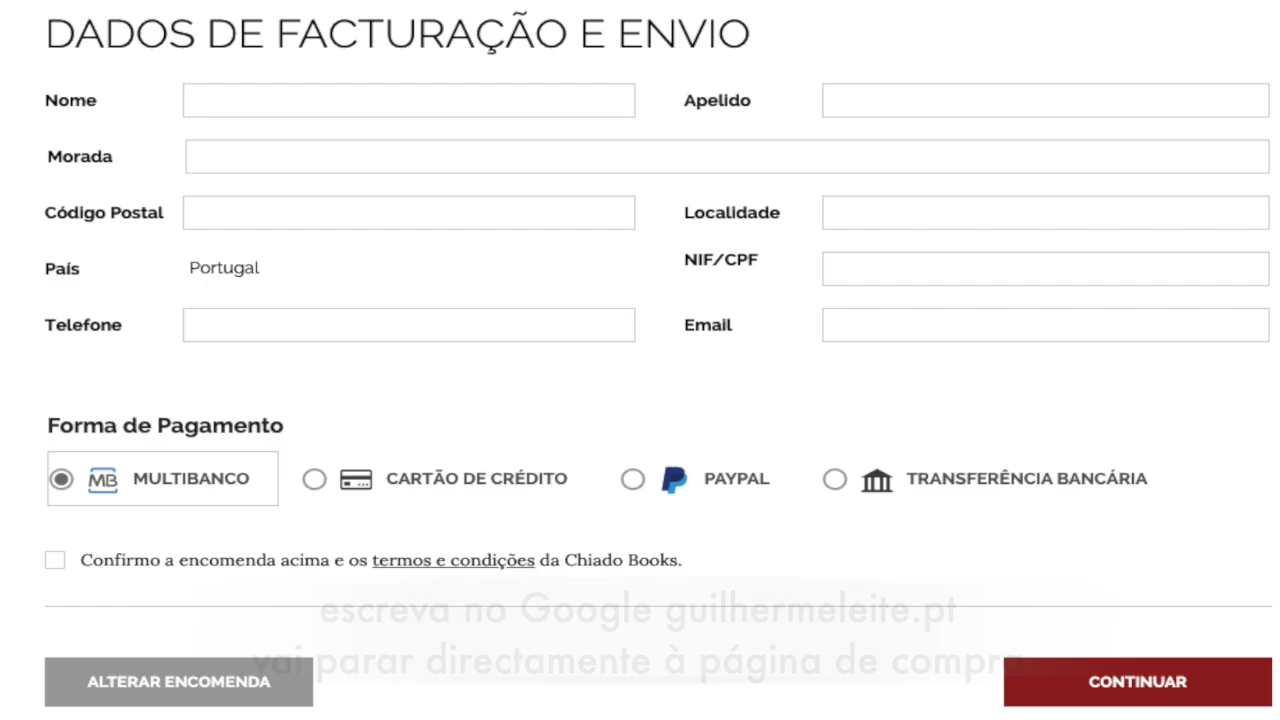 DADOS DE FACTURAÇÃO E ENVIO
Nome
Apelido
Morada
Código Postal
Localidade
País
Portugal
NIF/CPF
Telefone
Email
Forma de Pagamento
MB MULTIBANCO
CARTÃO DE CRÉDITO
PAYPAL
TRANSFERÊNCIA BANCÁRIA
Confirmo a encomenda acima e os termos e condições da Chiado Books.
escreva no Google guilhermeleite.pt
vai parar directamente à página de compra
ALTERAR ENCOMENDA
CONTINUAR